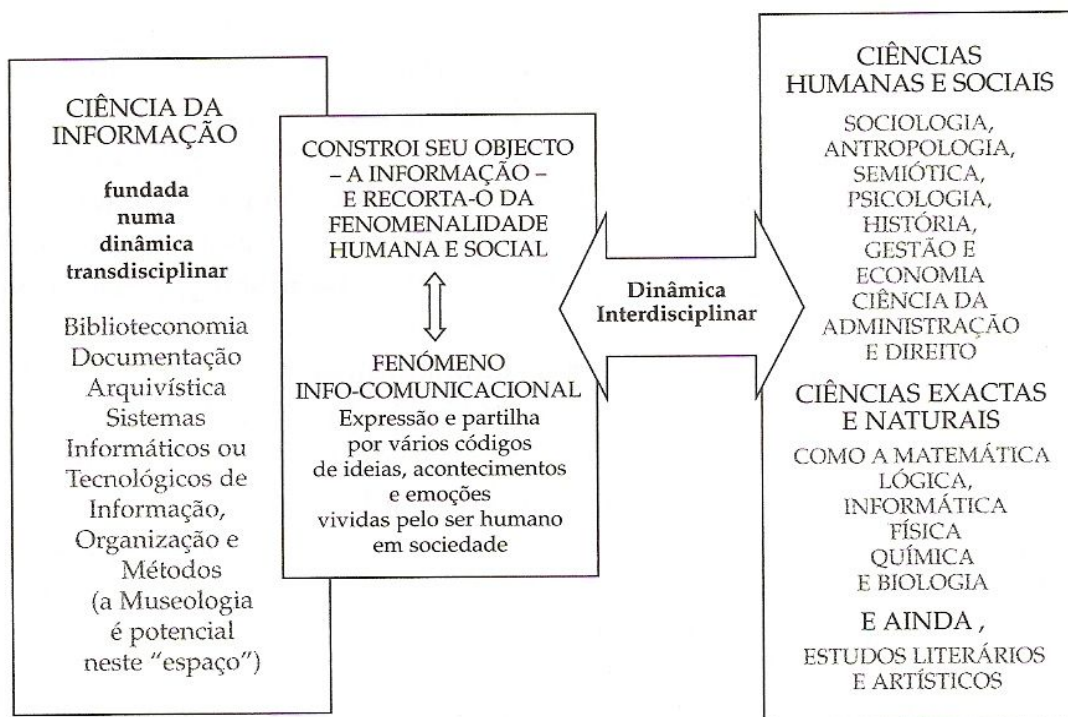 CIÊNCIA DA
INFORMAÇÃO
fundada
numa
dinâmica
transdisciplinar
Biblioteconomia
Documentação
Arquivística
Sistemas
Informáticos ou
Tecnológicos de
Informação,
Organização e
Métodos
(a Museologia
é potencial
neste “espaço”)
CONSTROI SEU OBJECTO
– A INFORMAÇÃO –
E RECORTA-O DA
FENOMENALIDADE
HUMANA E SOCIAL
FENÓMENO
INFO-COMUNICACIONAL
Expressão e partilha
por vários códigos
de ideias, acontecimentos
e emoções
vividas pelo ser humano
em sociedade
Dinâmica
Interdisciplinar
CIÊNCIAS
HUMANAS E SOCIAIS
SOCIOLOGIA,
ANTROPOLOGIA,
SEMIÓTICA,
PSICOLOGIA,
HISTÓRIA,
GESTÃO E
ECONOMIA
CIÊNCIA DA
ADMINISTRAÇÃO
E DIREITO
CIÊNCIAS EXACTAS
E NATURAIS
COMO A MATEMÁTICA
LÓGICA,
INFORMÁTICA
FÍSICA
QUÍMICA
E BIOLOGIA
E AINDA ,
ESTUDOS LITERÁRIOS
E ARTÍSTICOS